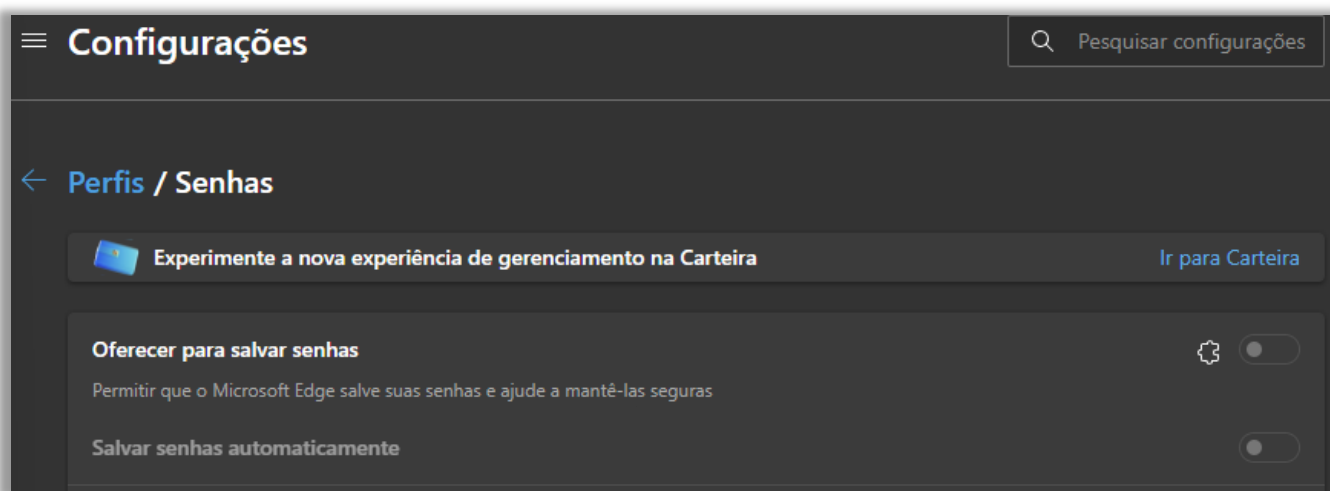 Configurações
Pesquisar configurações
Perfis / Senhas
Experimente a nova experiência de gerenciamento na Carteira
Ir para Carteira
Oferecer para salvar senhas
Permitir que o Microsoft Edge salve suas senhas e ajude a mantê-las seguras
Salvar senhas automaticamente